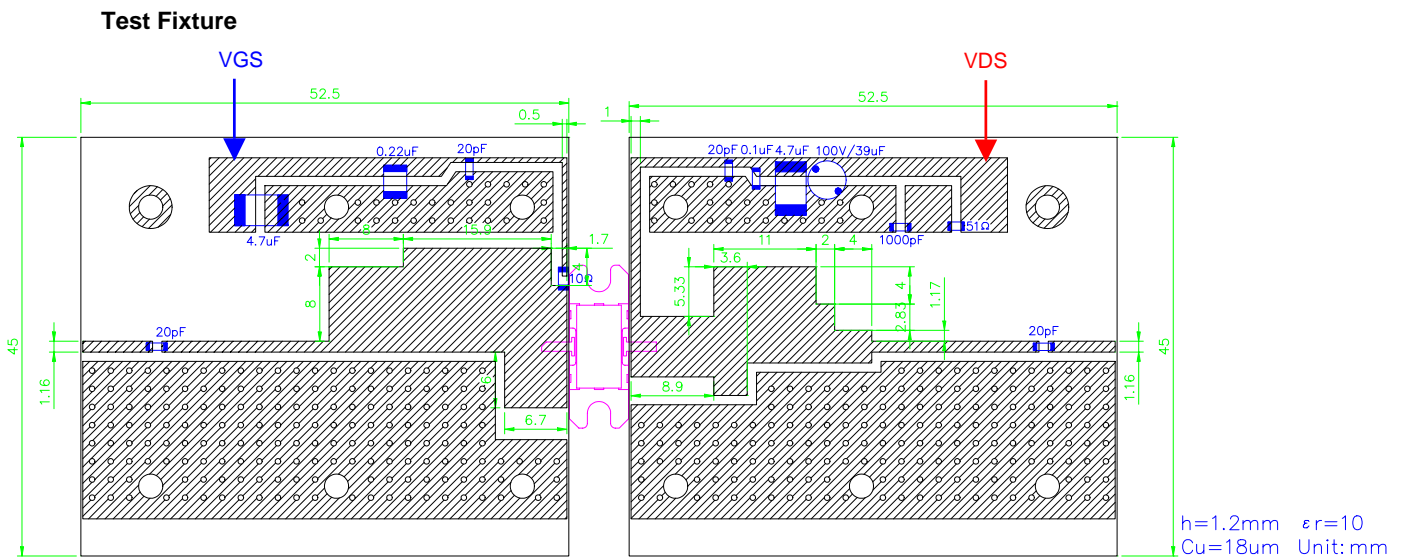 Test Fixture
VGS
VDS
52.5
52.5
0.5
1
0.22uF
20pF
20pF
0.1uF
4.7uF
100V/39uF
4.7uF
1000pF
51Ω
8
15.9
1.7
11
2
4
2
4
10Ω
3.6
5.33
4
8
2.83
1.17
20pF
20pF
45
45
1.16
1.16
6
6.7
8.9
h=1.2mm εr=10
Cu=18um Unit:mm